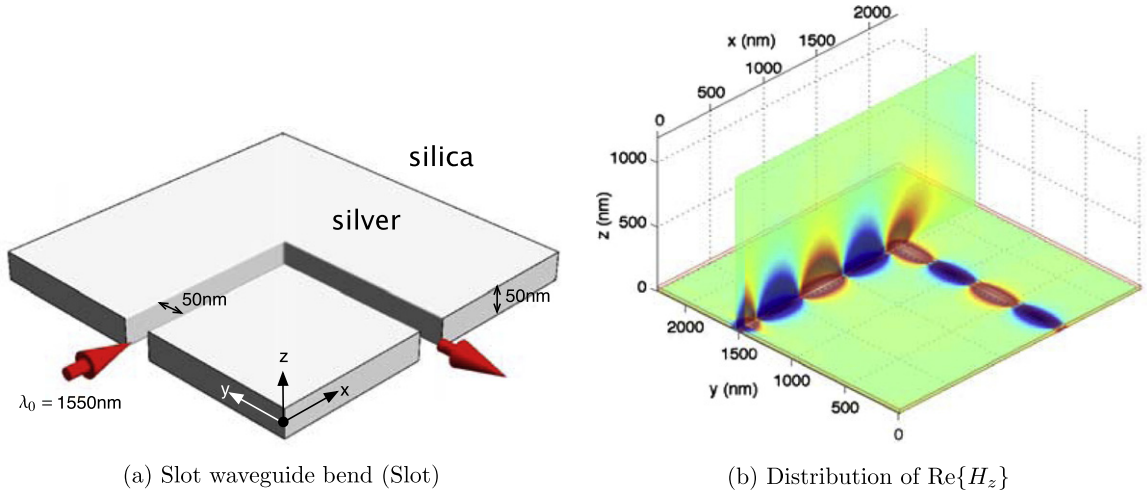 silica
silver
50nm
50nm
z
y
x
λ₀ = 1550nm
(a) Slot waveguide bend (Slot)
2000
x (nm)
1500
1000
500
0
1000
z (nm)
500
0
2000
1500
y (nm)
1000
500
0
(b) Distribution of Re{H_z}